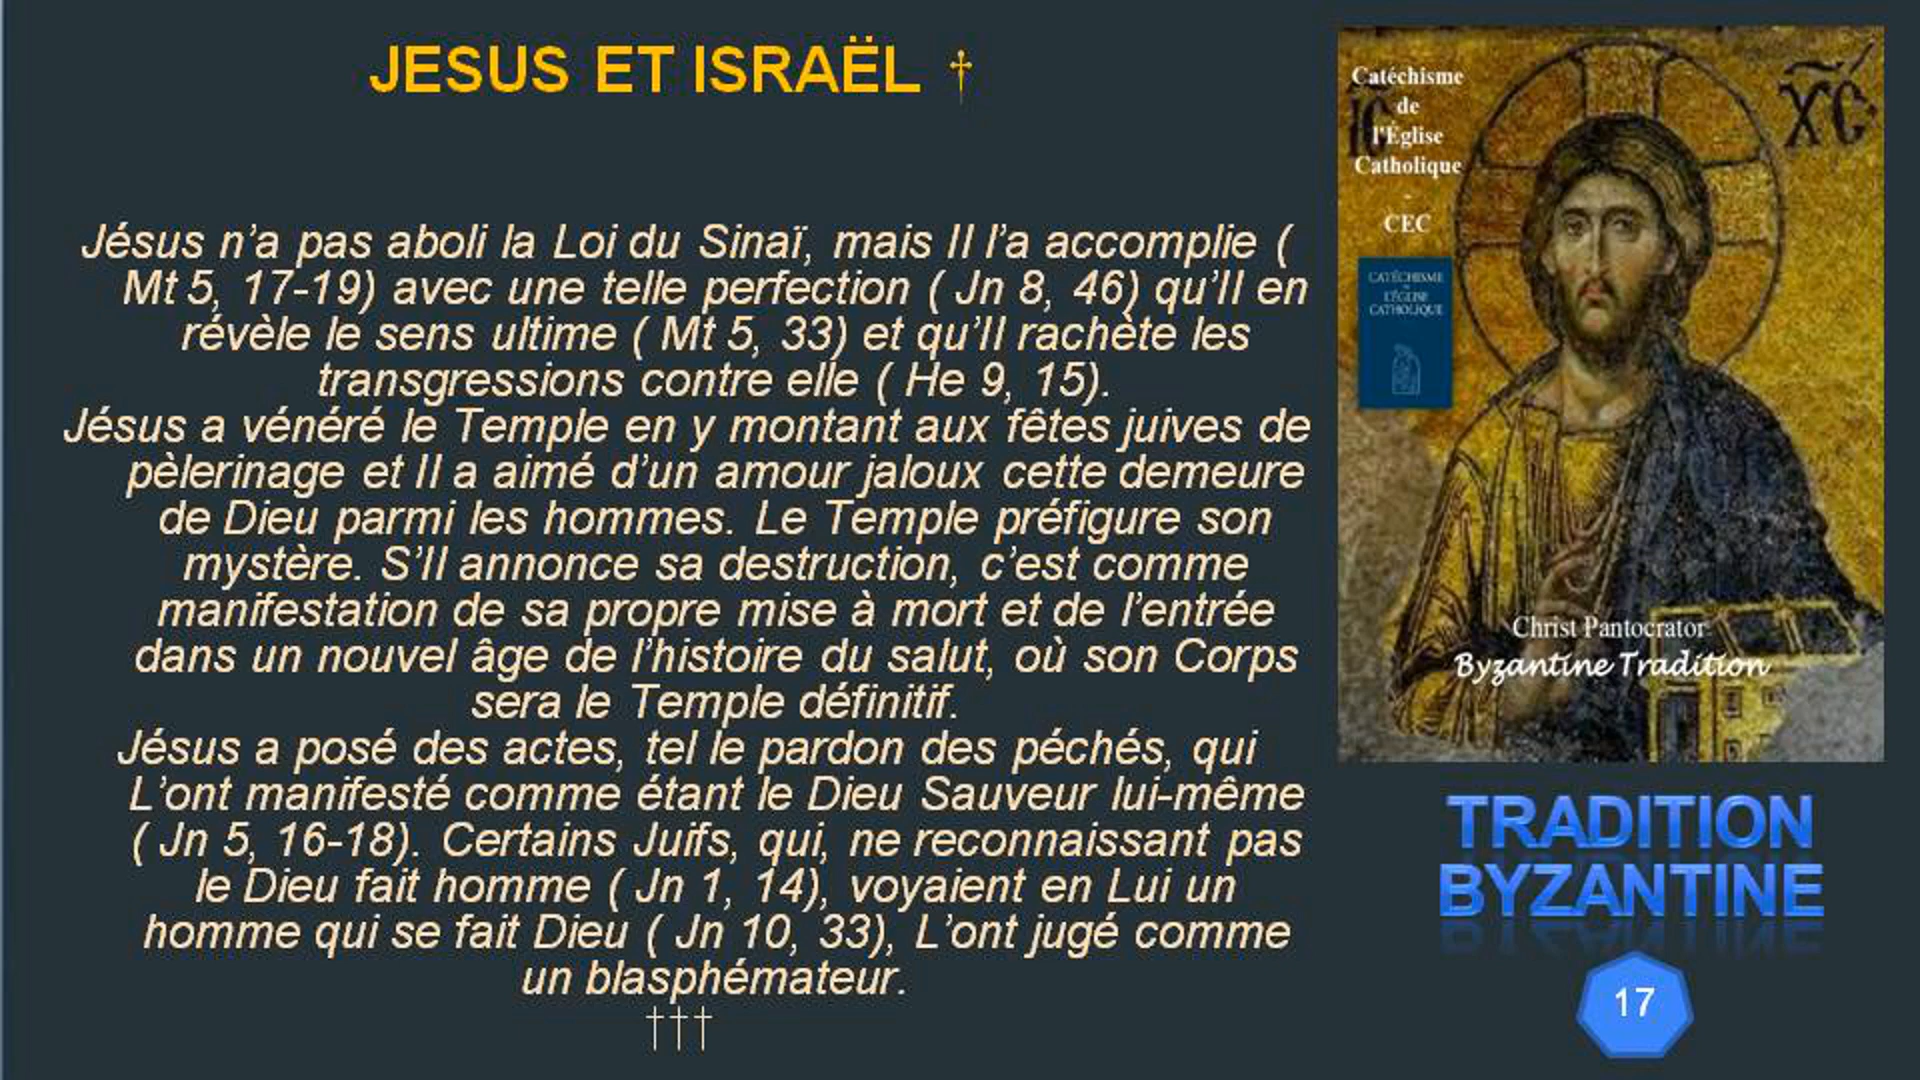 JESUS ET ISRAËL †
Jésus n’a pas aboli la Loi du Sinaï, mais Il l’a accomplie (
Mt 5, 17-19) avec une telle perfection ( Jn 8, 46) qu’Il en
révèle le sens ultime ( Mt 5, 33) et qu’Il rachète les
transgressions contre elle ( He 9, 15).
Jésus a vénéré le Temple en y montant aux fêtes juives de
pèlerinage et Il a aimé d’un amour jaloux cette demeure
de Dieu parmi les hommes. Le Temple préfigure son
mystère. S’Il annonce sa destruction, c’est comme
manifestation de sa propre mise à mort et de l’entrée
dans un nouvel âge de l’histoire du salut, où son Corps
sera le Temple définitif.
Jésus a posé des actes, tel le pardon des péchés, qui
L’ont manifesté comme étant le Dieu Sauveur lui-même
( Jn 5, 16-18). Certains Juifs, qui, ne reconnaissant pas
le Dieu fait homme ( Jn 1, 14), voyaient en Lui un
homme qui se fait Dieu ( Jn 10, 33), L’ont jugé comme
un blasphémateur.
†††
Catéchisme
de
l'Église
Catholique
-
CEC
IC
XC
CATÉCHISME
DE
L'ÉGLISE
CATHOLIQUE
Christ Pantocrator
Byzantine Tradition
TRADITION
BYZANTINE
17